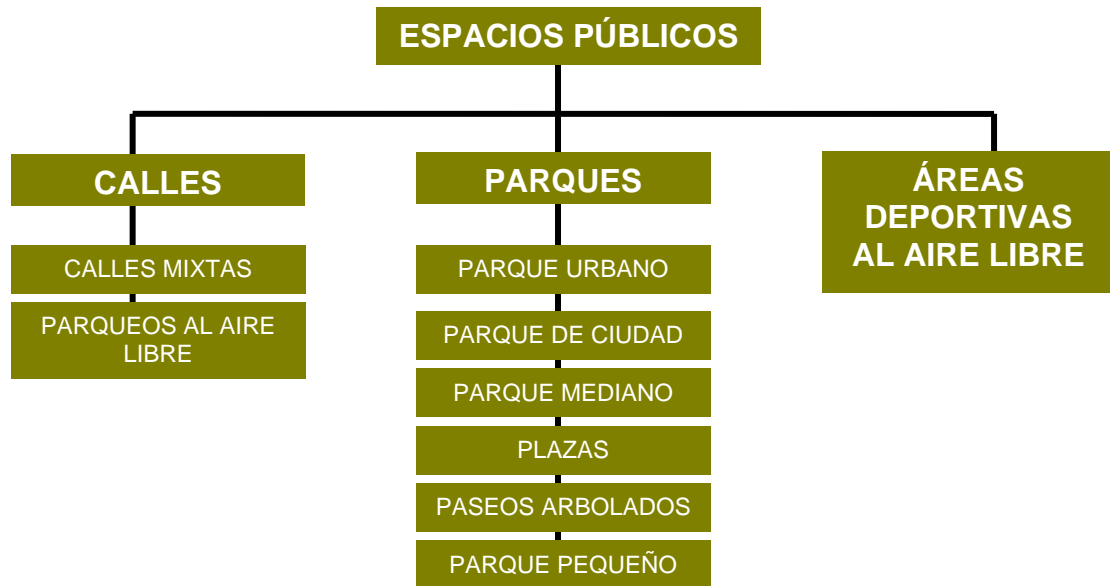 ESPACIOS PÚBLICOS
CALLES
CALLES MIXTAS
PARQUEOS AL AIRE
LIBRE
PARQUES
PARQUE URBANO
PARQUE DE CIUDAD
PARQUE MEDIANO
PLAZAS
PASEOS ARBOLADOS
PARQUE PEQUEÑO
ÁREAS
DEPORTIVAS
AL AIRE LIBRE